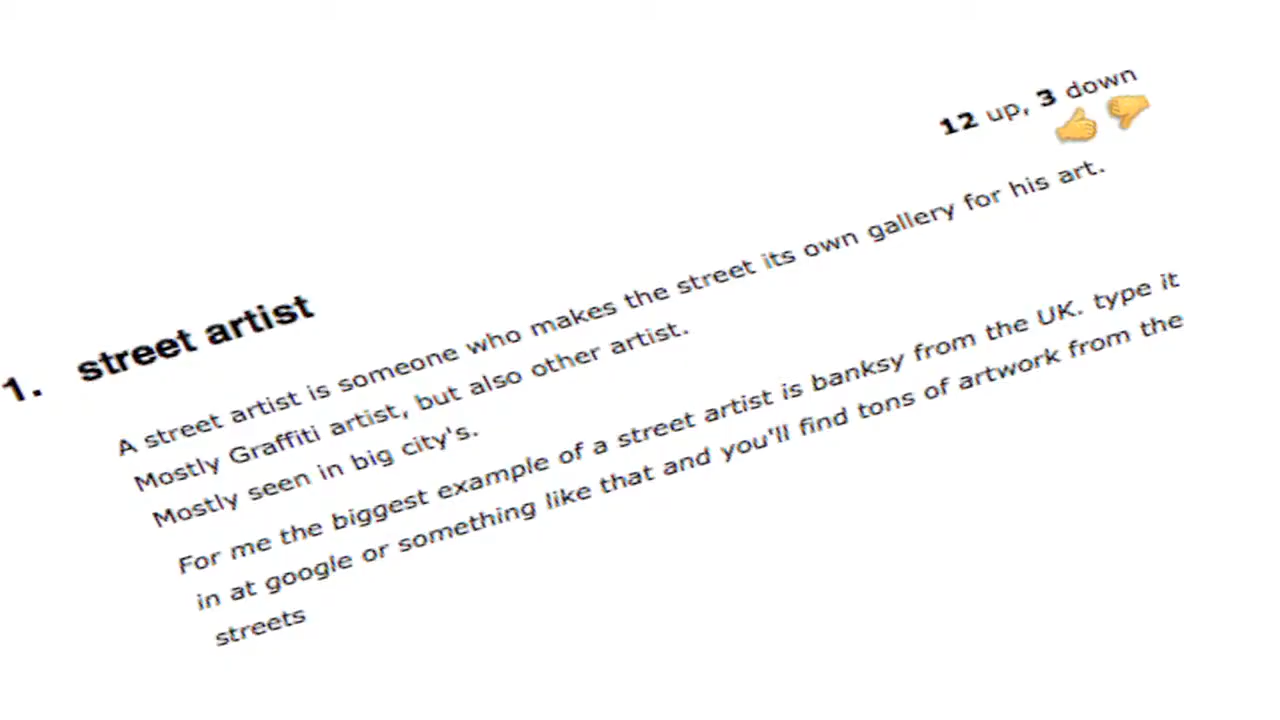 12 up, 3 down
1. street artist
A street artist is someone who makes the street its own gallery for his art.
Mostly Graffiti artist, but also other artist.
Mostly seen in big city's.
For me the biggest example of a street artist is banksy from the UK. type it
in at google or something like that and you'll find tons of artwork from the
streets